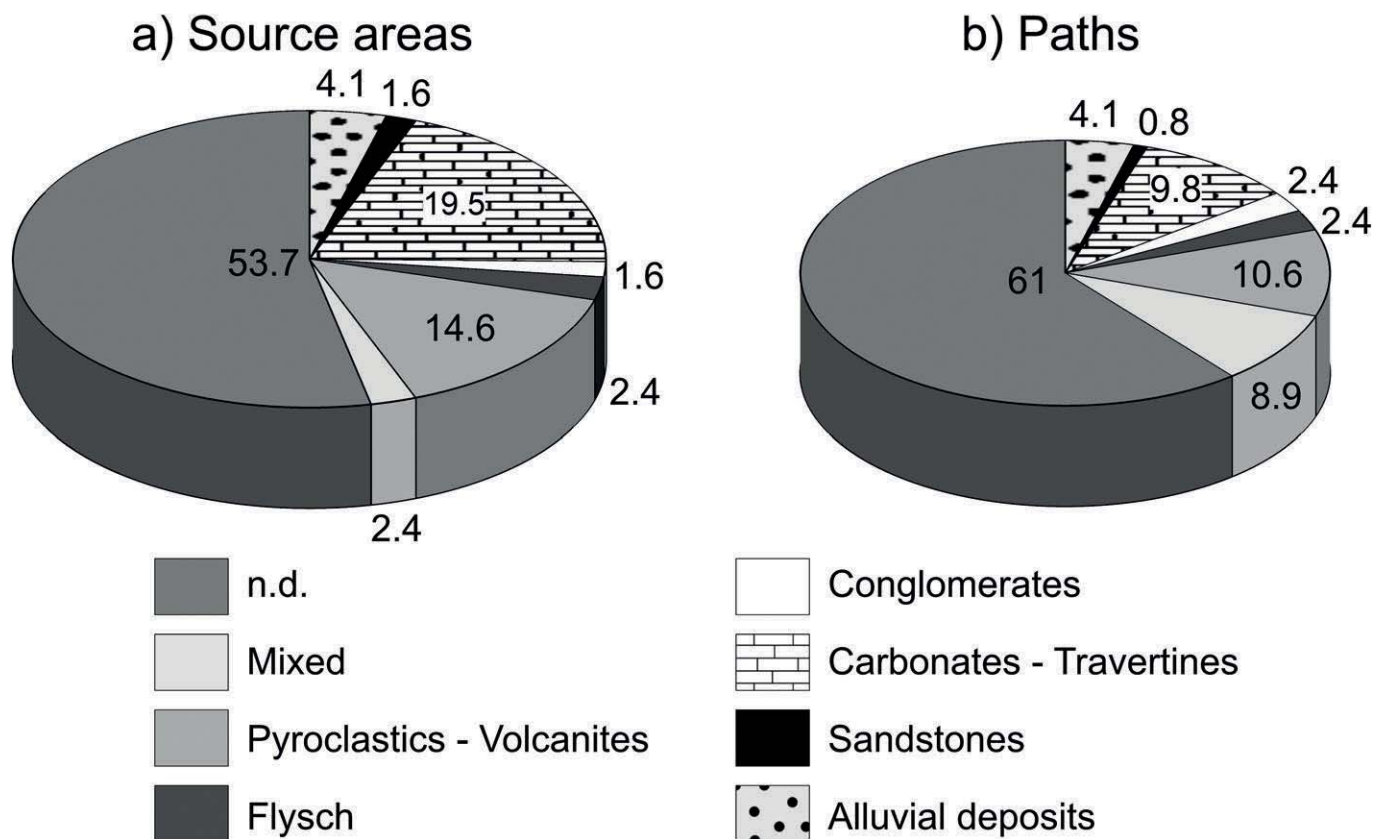 a) Source areas
4.1
1.6
19.5
53.7
1.6
14.6
2.4
2.4
b) Paths
4.1
0.8
9.8
2.4
2.4
61
10.6
8.9
n.d.
Mixed
Pyroclastics - Volcanites
Flysch
Conglomerates
Carbonates - Travertines
Sandstones
Alluvial deposits